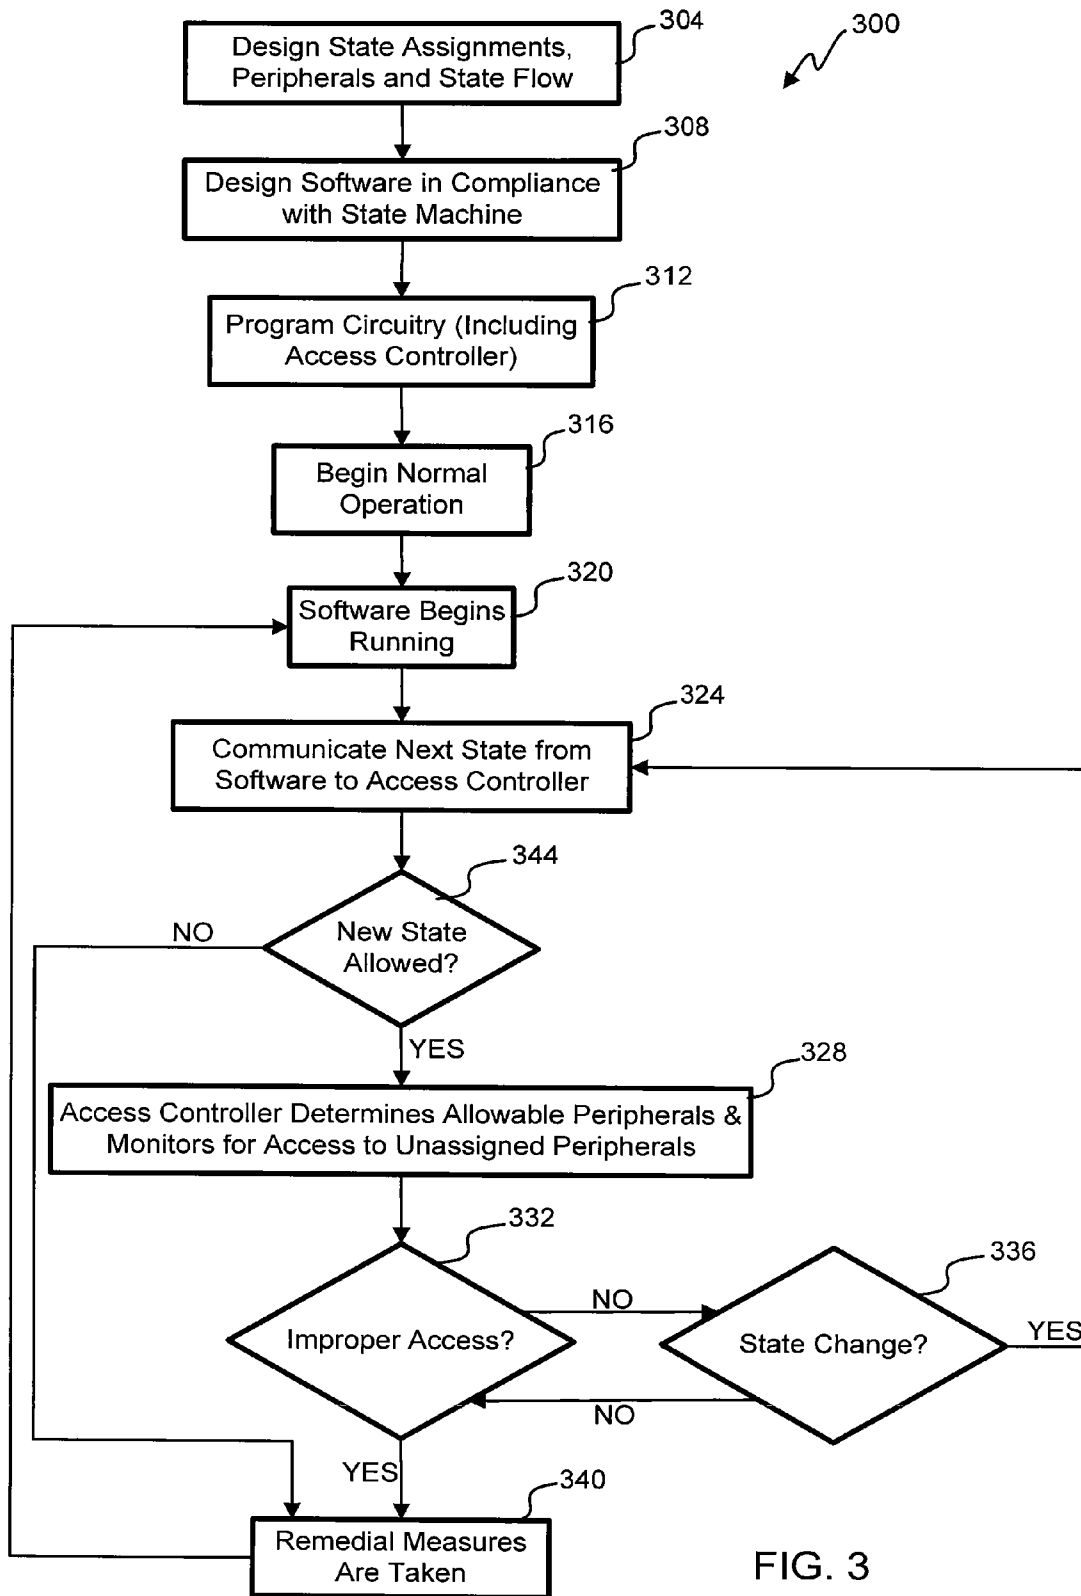 304
300
Design State Assignments,
Peripherals and State Flow
308
Design Software in Compliance
with State Machine
312
Program Circuitry (Including
Access Controller)
316
Begin Normal
Operation
320
Software Begins
Running
324
Communicate Next State from
Software to Access Controller
344
NO
New State
Allowed?
YES
328
Access Controller Determines Allowable Peripherals &
Monitors for Access to Unassigned Peripherals
332
336
NO
Improper Access?
State Change?
YES
NO
YES
340
Remedial Measures
Are Taken
FIG. 3